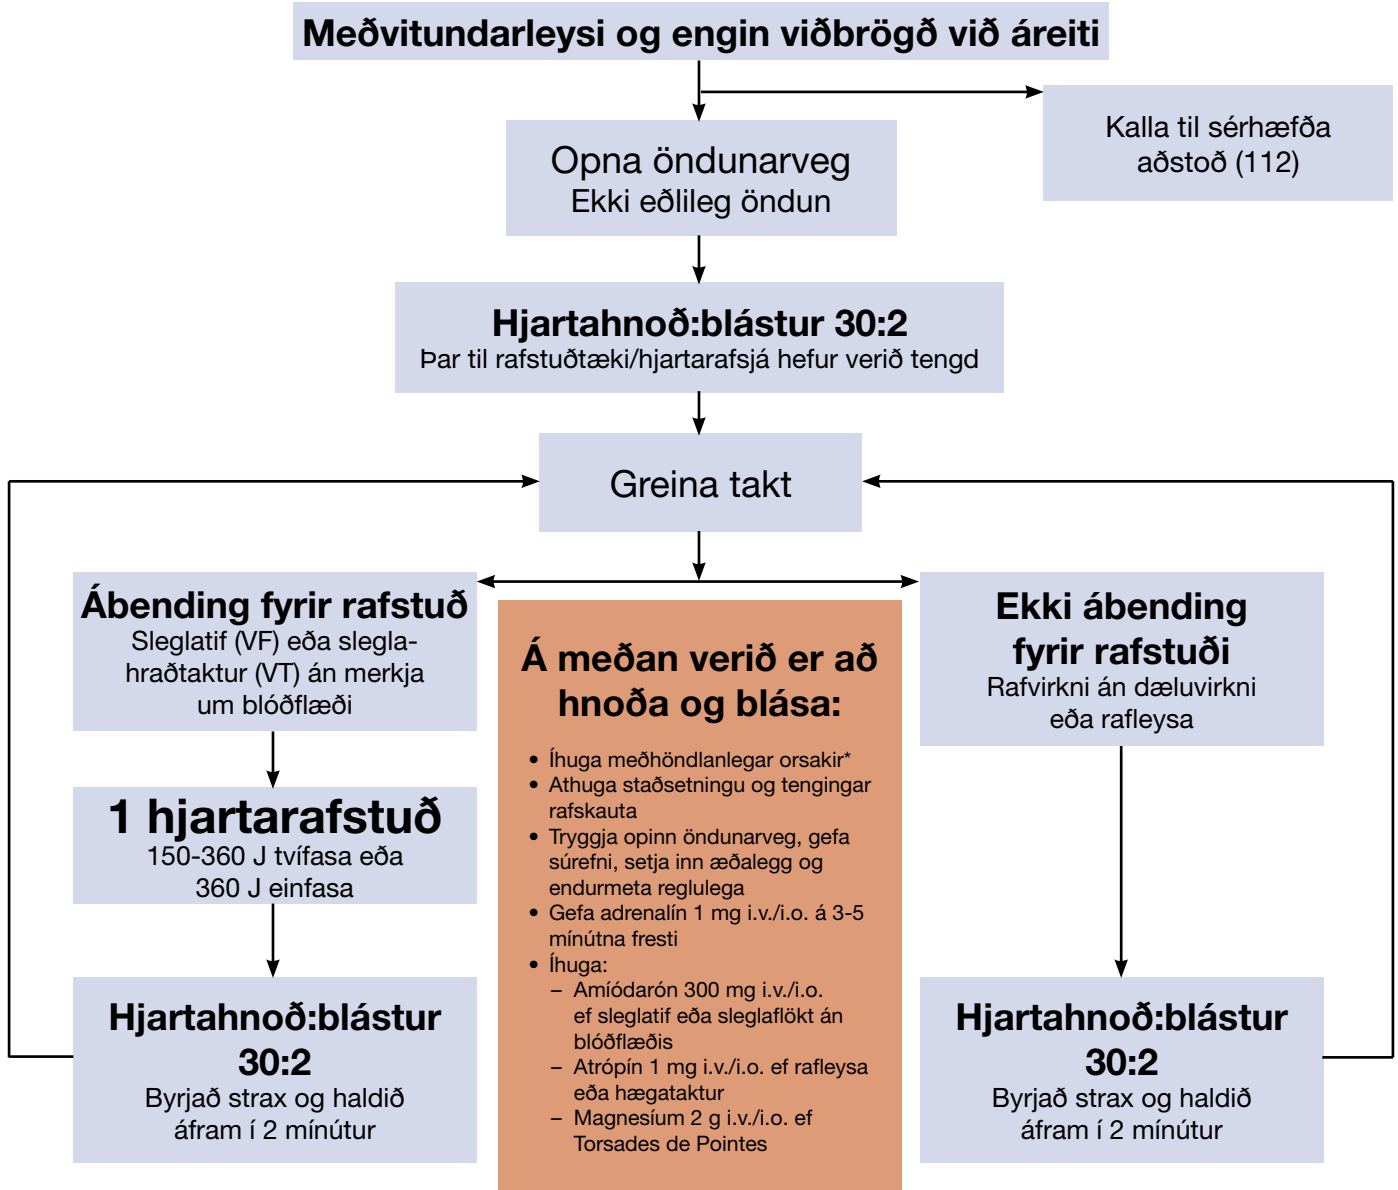 Meðvitundarleysi og engin viðbrögð við áreiti
Kalla til sérhæfða
aðstoð (112)
Opna öndunarveg
Ekki eðlileg öndun
Hjartahnoð:blástur 30:2
Þar til rafstuðtæki/hjartarafsjá hefur verið tengd
Greina takt
Ábending fyrir rafstuð
Sleglatif (VF) eða slegla-
hraðtaktur (VT) án merkja
um blóðflæði
1 hjartarafstuð
150-360 J tvífasa eða
360 J einfasa
Hjartahnoð:blástur
30:2
Byrjað strax og haldið
áfram í 2 mínútur
Á meðan verið er að
hnoða og blása:
• Íhuga meðhöndlanlegar orsakir*
• Athuga staðsetningu og tengingar
rafskauta
• Tryggja opinn öndunarveg, gefa
súrefni, setja inn æðalegg og
endurmeta reglulega
• Gefa adrenalín 1 mg i.v./i.o. á 3-5
mínútna fresti
• Íhuga:
– Amíódarón 300 mg i.v./i.o.
ef sleglatif eða sleglaflökt án
blóðflæðis
– Atrópín 1 mg i.v./i.o. ef rafleysa
eða hægataktur
– Magnesíum 2 g i.v./i.o. ef
Torsades de Pointes
Ekki ábending
fyrir rafstuði
Rafvirkni án dæluvirkni
eða rafleysa
Hjartahnoð:blástur
30:2
Byrjað strax og haldið
áfram í 2 mínútur